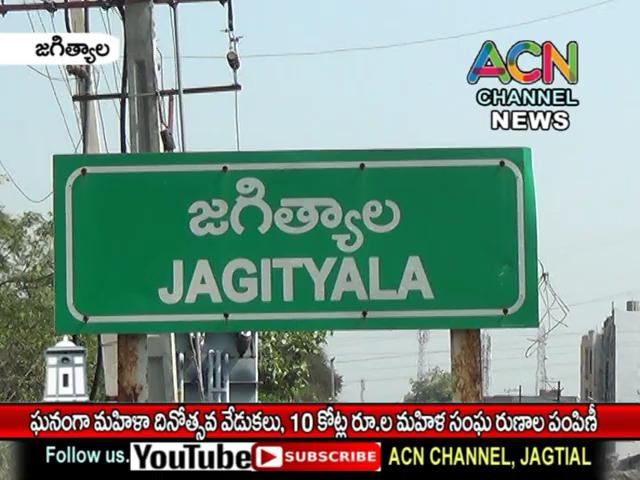 జగిత్యాల
ACN
CHANNEL
NEWS
జగిత్యాల
JAGITYALA
ఘనంగా మహిళా దినోత్సవ వేడుకలు, 10 కోట్ల రూ.ల మహిళ సంఘ రుణాల పంపిణీ
Follow us. YouTube SUBSCRIBE ACN CHANNEL, JAGTIAL